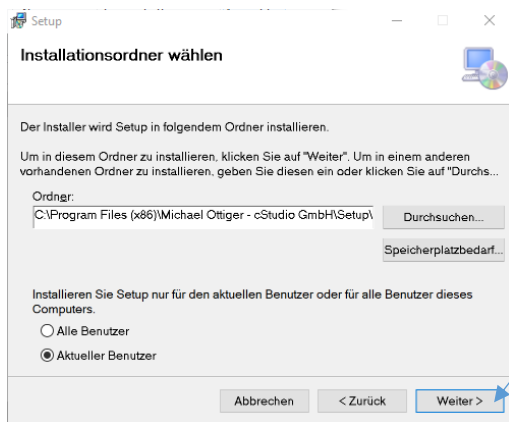 Setup
Installationsordner wählen
Der Installer wird Setup in folgendem Ordner installieren.
Um in diesem Ordner zu installieren, klicken Sie auf "Weiter". Um in einem anderen
vorhandenen Ordner zu installieren, geben Sie diesen ein oder klicken Sie auf "Durchs...
Ordner:
C:\Program Files (x86)\Michael Ottiger - cStudio GmbH\Setup\
Durchsuchen...
Speicherplatzbedarf...
Installieren Sie Setup nur für den aktuellen Benutzer oder für alle Benutzer dieses
Computers.
Alle Benutzer
Aktueller Benutzer
Abbrechen
< Zurück
Weiter >